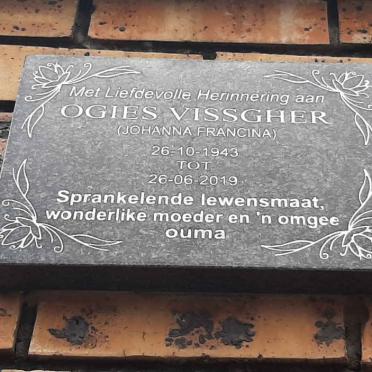 Met Liefdevolle Herinnering aan
OGIES VISSGHER
(JOHANNA FRANCINA)
26-10-1943
TOT
26-06-2019
Sprankelende lewensmaat,
wonderlike moeder en 'n omgee
ouma